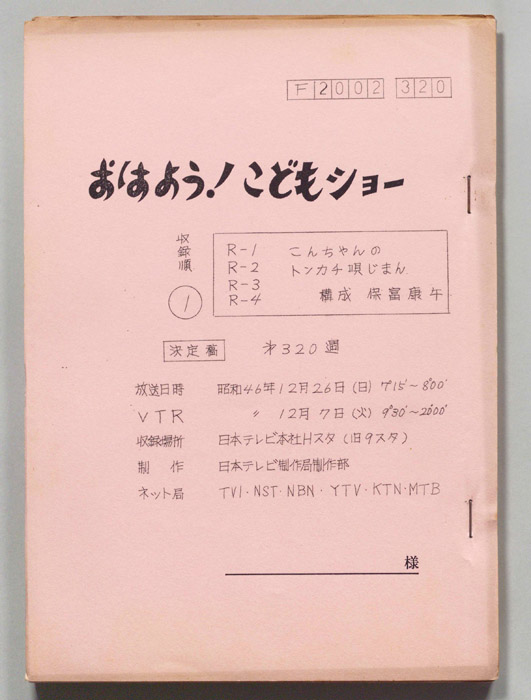 F2002 320
おはよう!こどもショー
収録順
①
R-1 こんちゃんの
R-2 トンカチ唄じまん
R-3
R-4 構成 保富康午
決定稿 オ320週
放送日時 昭和46年12月26日(日)7°15'~8°00'
VTR 〃 12月7日(火)9°30'~20°00'
収録場所 日本テレビ本社Hスタ(旧9スタ)
制作 日本テレビ制作局制作部
ネット局 TVI・NST・NBN・YTV・KTN・MTB
様